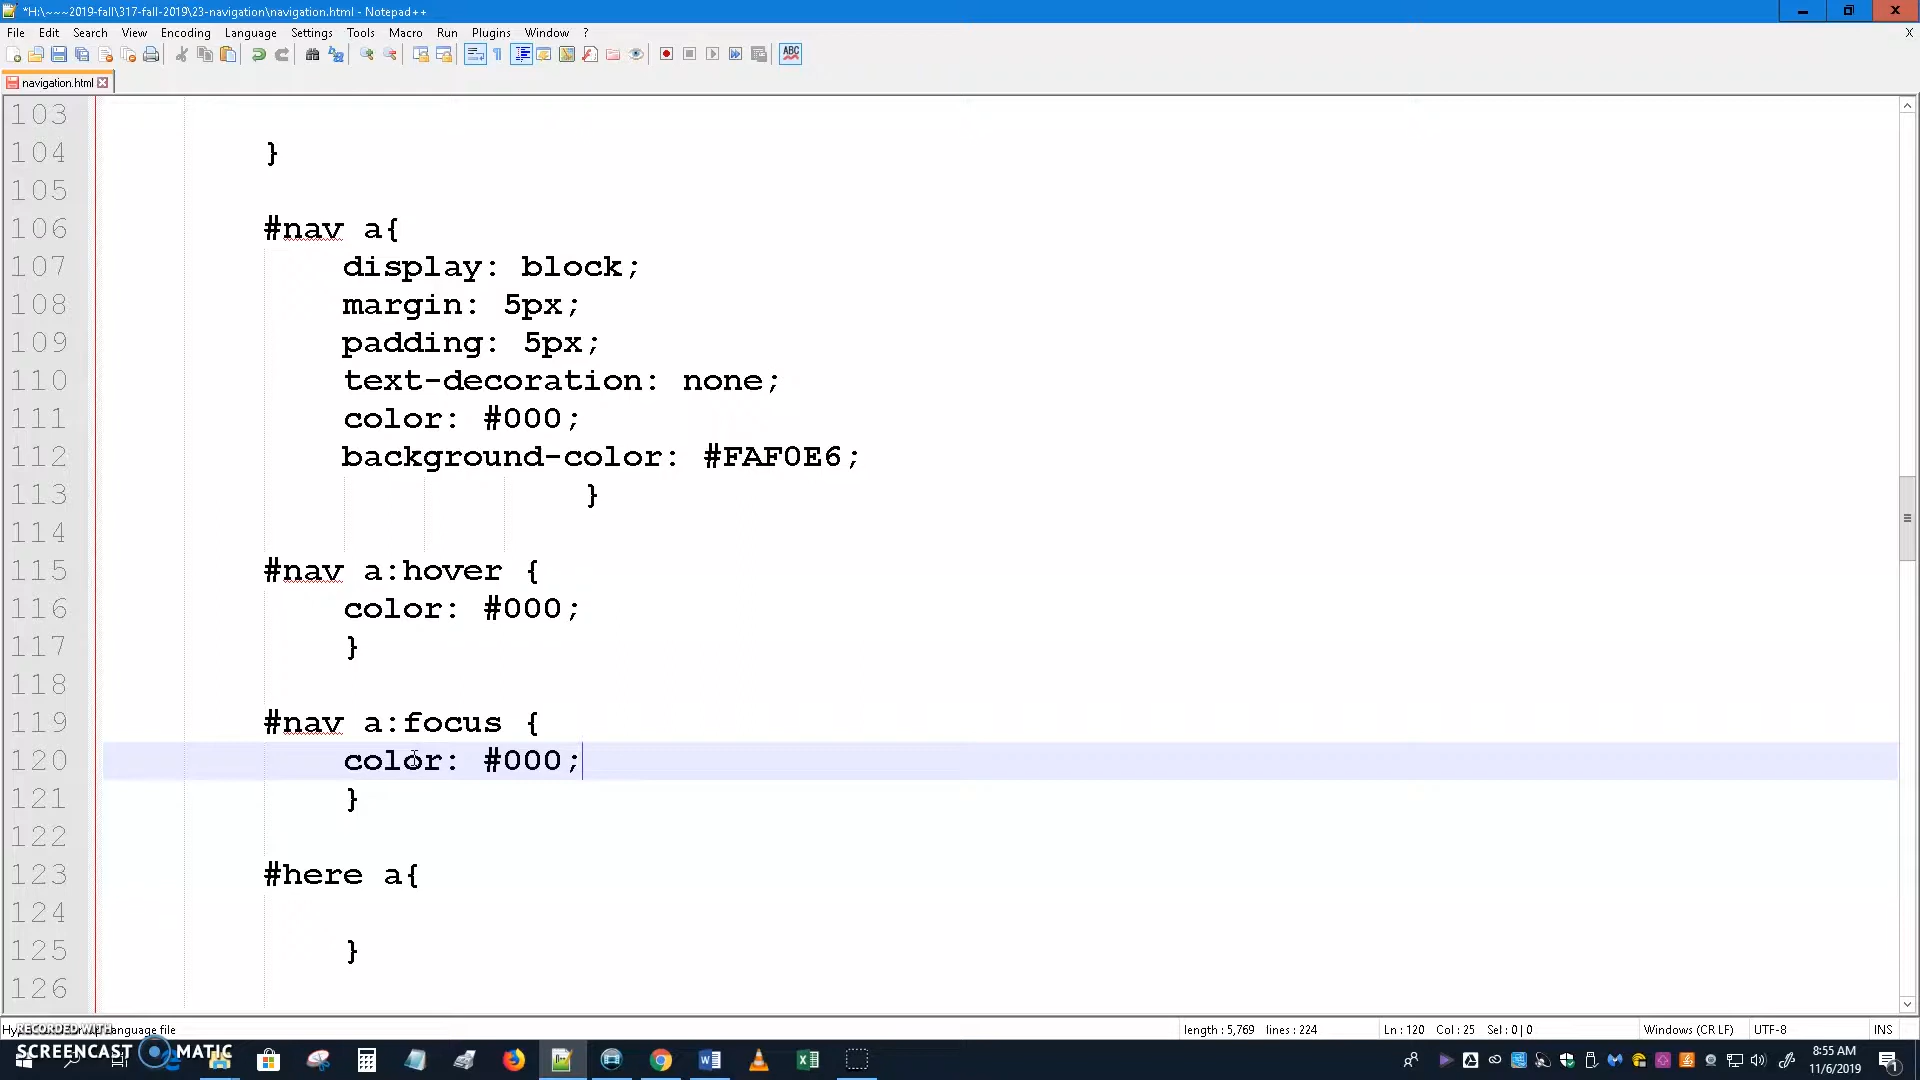 *H:\~~~2019-fall\317-fall-2019\23-navigation\navigation.html - Notepad++
File Edit Search View Encoding Language Settings Tools Macro Run Plugins Window ? X
navigation.html
103
104 }
105
106 #nav a{
107 display: block;
108 margin: 5px;
109 padding: 5px;
110 text-decoration: none;
111 color: #000;
112 background-color: #FAF0E6;
113 }
114
115 #nav a:hover {
116 color: #000;
117 }
118
119 #nav a:focus {
120 color: #000;
121 }
122
123 #here a{
124
125 }
126
language file length : 5,769 lines : 224 Ln : 120 Col : 25 Sel : 0 | 0 Windows (CR LF) UTF-8 INS
RECORDED WITH
SCREENCAST MATIC
8:55 AM
11/6/2019